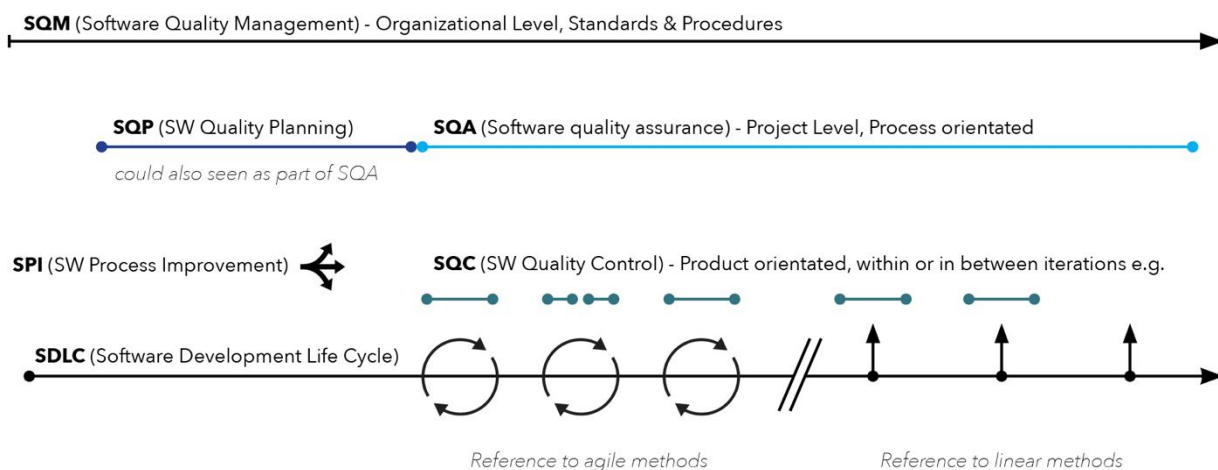 SQM (Software Quality Management) - Organizational Level, Standards & Procedures
SQP (SW Quality Planning)
SQA (Software quality assurance) - Project Level, Process orientated
could also seen as part of SQA
SPI (SW Process Improvement)
SQC (SW Quality Control) - Product orientated, within or in between iterations e.g.
SDLC (Software Development Life Cycle)
Reference to agile methods
Reference to linear methods